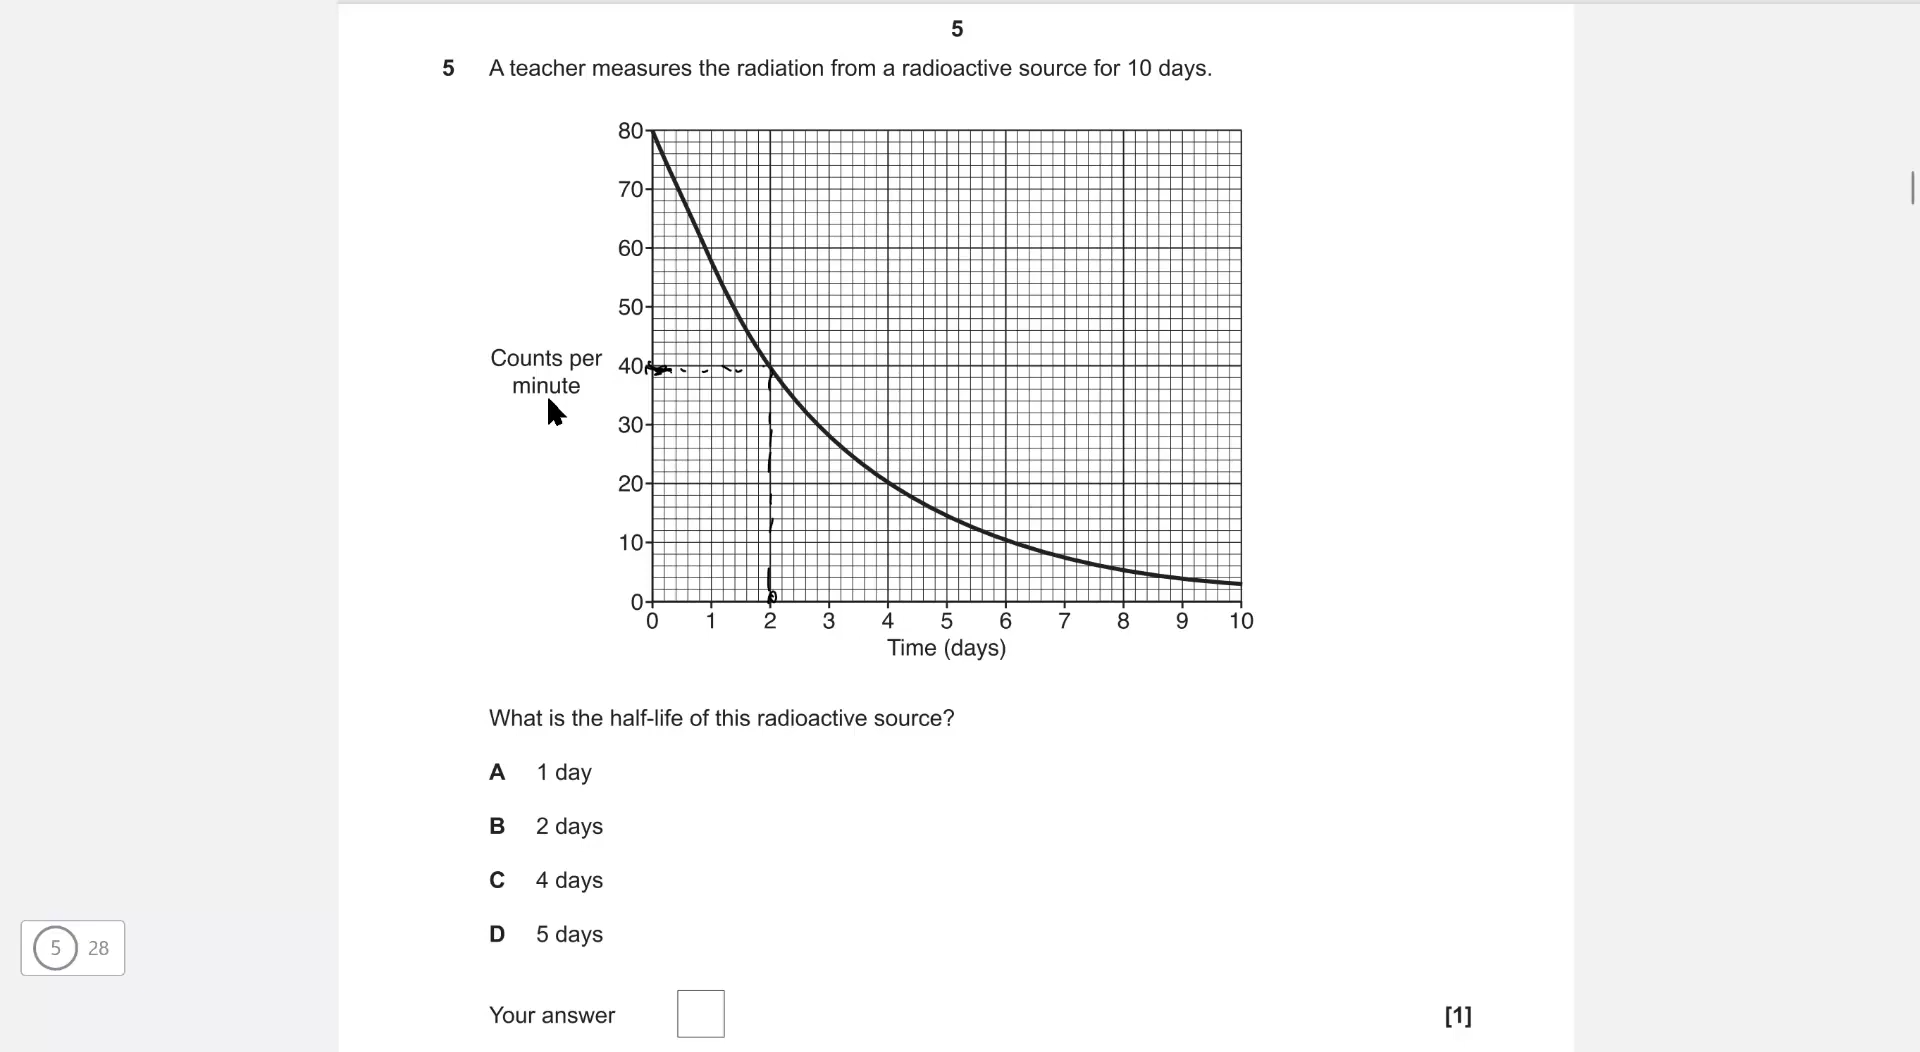 5
5 A teacher measures the radiation from a radioactive source for 10 days.
80
70
60
50
Counts per
minute
40
30
20
10
0
0 1 2 3 4 5 6 7 8 9 10
Time (days)
What is the half-life of this radioactive source?
A 1 day
B 2 days
C 4 days
D 5 days
5 28
Your answer
[1]